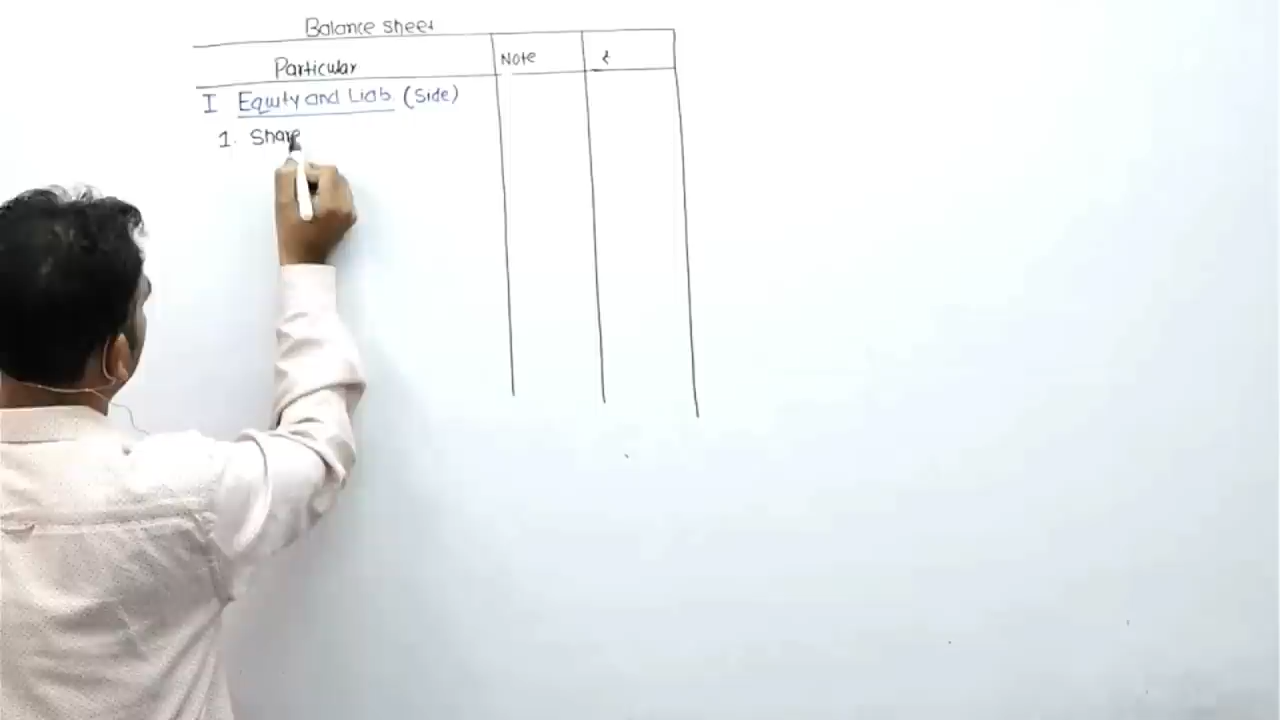 Balance sheet
Particular Note ₹
I Equity and Liab. (Side)
1. Share